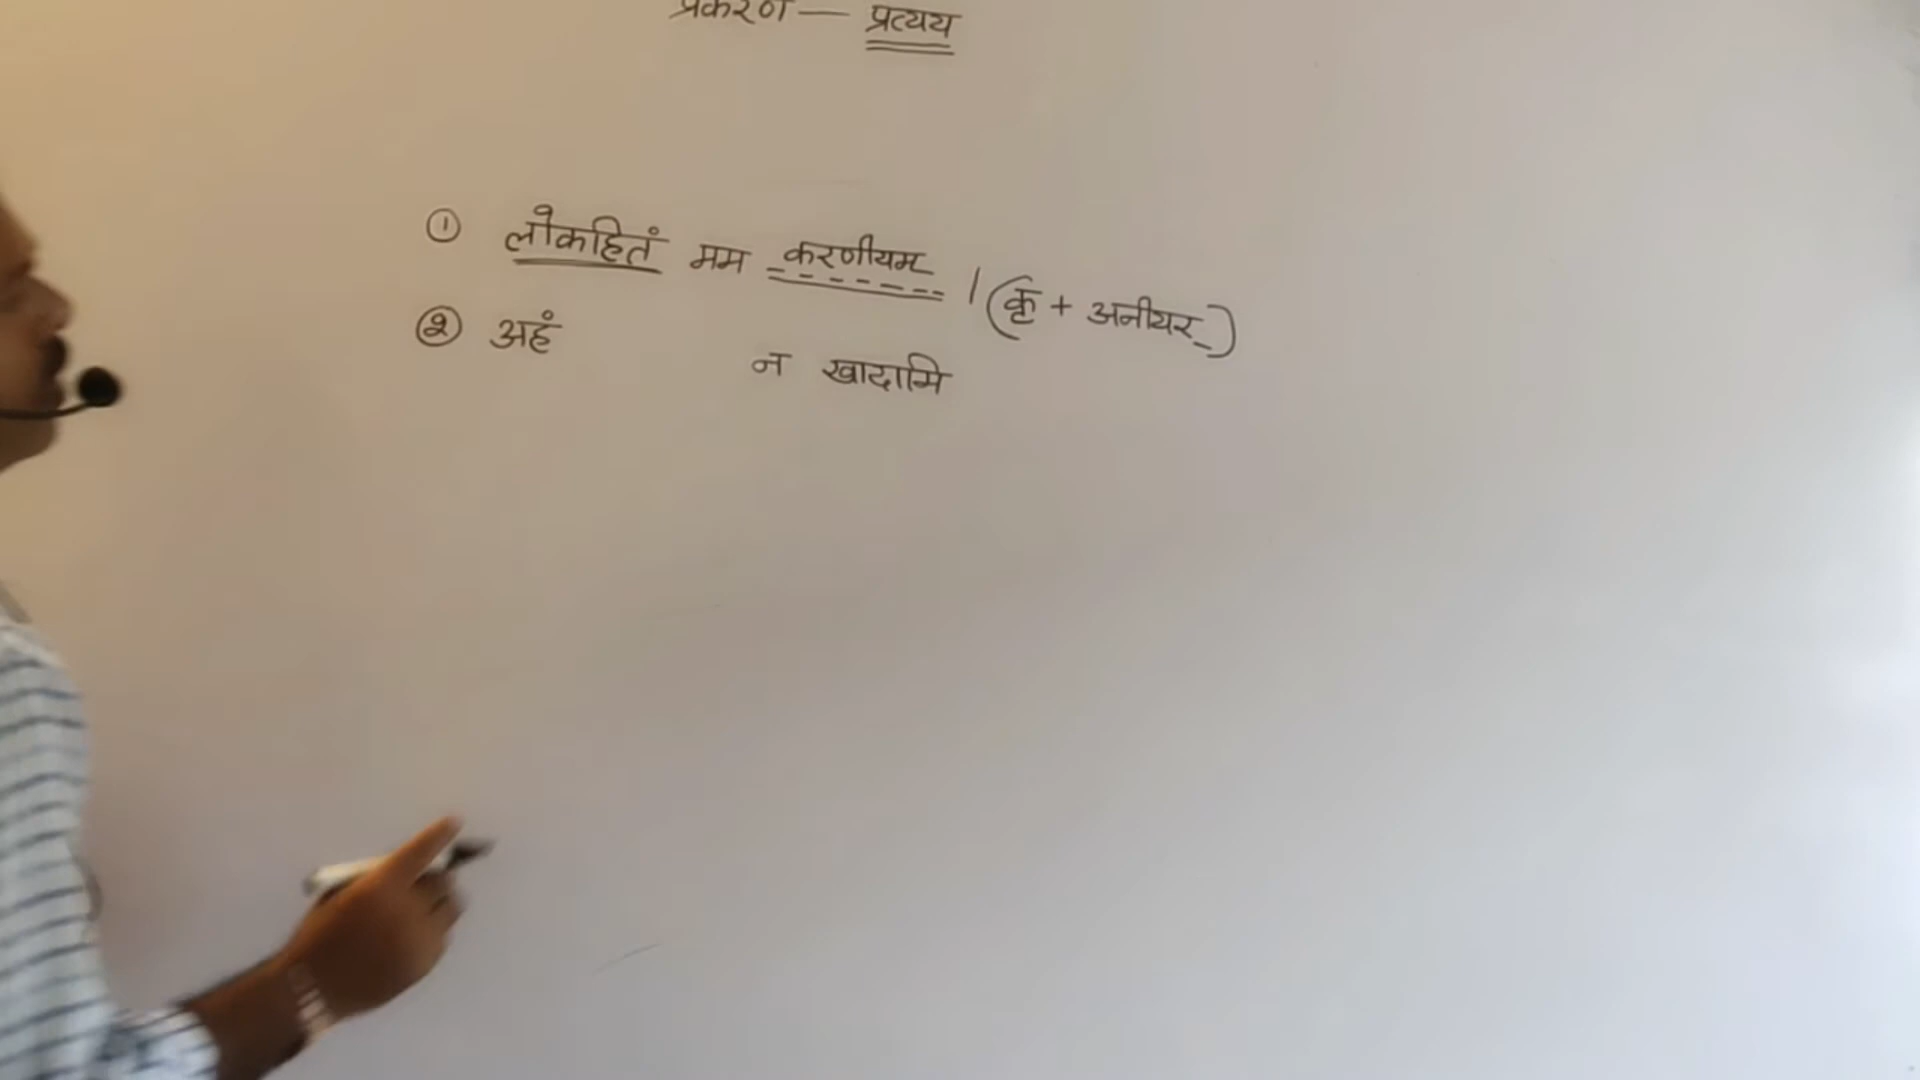 प्रकरण — प्रत्यय
① लोकहितं मम करणीयम् । (कृ + अनीयर्)
② अहं न खादामि